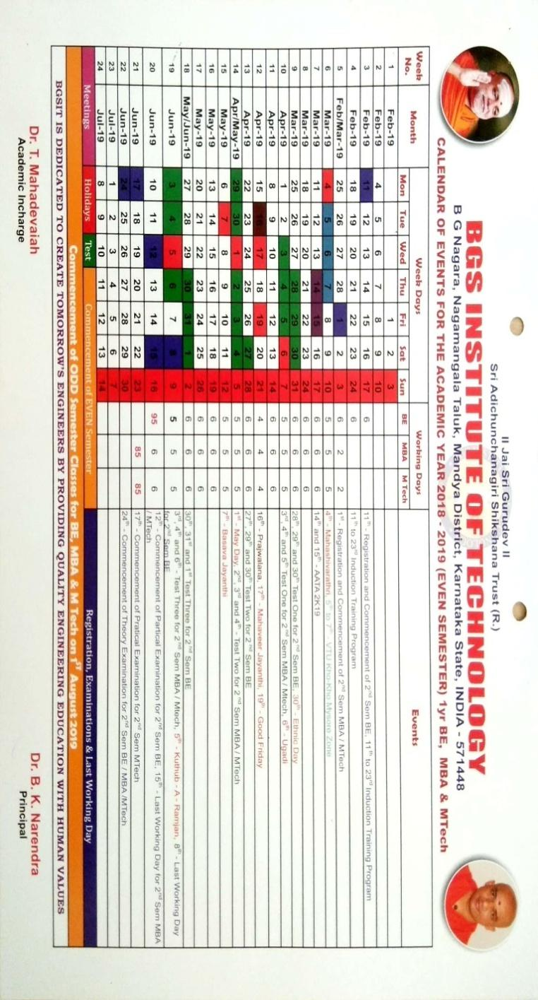 II Jai Sri Gurudev II
Sri Adichunchanagiri Shikshana Trust (R.)
BGS INSTITUTE OF TECHNOLOGY
B G Nagara, Nagamangala Taluk, Mandya District, Karnataka State, INDIA - 571448
CALENDAR OF EVENTS FOR THE ACADEMIC YEAR 2018 - 2019 (EVEN SEMESTER) 1yr BE, MBA & MTech
Week No. Month Week Days Working Days Events
Mon Tue Wed Thu Fri Sat Sun BE MBA M Tech
1 Feb-19 1 2 3
2 Feb-19 4 5 6 7 8 9 10
3 Feb-19 11 12 13 14 15 16 17 6 11th - Registration and Commencement of 2nd Sem BE, 11th to 23rd Induction Training Program
4 Feb-19 18 19 20 21 22 23 24 6 11th to 23rd Induction Training Program
5 Feb/Mar-19 25 26 27 28 1 2 3 6 2 2 1st - Registration and Commencement of 2nd Sem MBA / MTech
6 Mar-19 4 5 6 7 8 9 10 5 5 5 4th - Mahashivarathri, 5th to 7th - VTU Kho-Kho Mysore Zone
7 Mar-19 11 12 13 14 15 16 17 6 6 6 14th and 15th - AATA 2K19
8 Mar-19 18 19 20 21 22 23 24 6 6 6
9 Mar-19 25 26 27 28 29 30 31 6 6 6 28th, 29th and 30th Test One for 2nd Sem BE, 30th - Ethnic Day
10 Apr-19 1 2 3 4 5 6 7 5 5 5 3rd, 4th and 5th Test One for 2nd Sem MBA / Mtech, 6th - Ugadi
11 Apr-19 8 9 10 11 12 13 14 6 6 6
12 Apr-19 15 16 17 18 19 20 21 4 4 4 16th - Prajwalana, 17th - Mahaveer Jayanthi, 19th - Good Friday
13 Apr-19 22 23 24 25 26 27 28 6 6 6 27th, 29th and 30th Test Two for 2nd Sem BE
14 Apr/May-19 29 30 1 2 3 4 5 5 5 5 1st - May Day, 2nd, 3rd and 4th - Test Two for 2nd Sem MBA / MTech
15 May-19 6 7 8 9 10 11 12 5 5 5 7th - Basava Jayanthi
16 May-19 13 14 15 16 17 18 19 6 6 6
17 May-19 20 21 22 23 24 25 26 6 6 6
18 May/Jun-19 27 28 29 30 31 1 2 6 6 6 30th, 31st and 1st Test Three for 2nd Sem BE
19 Jun-19 3 4 5 6 7 8 9 5 5 5 3rd, 4th and 6th - Test Three for 2nd Sem MBA / Mtech, 5th - Kuthub - A - Ramjan, 8th - Last Working Day
for 2nd Sem BE
20 Jun-19 10 11 12 13 14 15 16 95 6 6 12th - Commencement of Partical Examination for 2nd Sem BE, 15th - Last Working Day for 2nd Sem MBA
/ MTech
21 Jun-19 17 18 19 20 21 22 23 85 85 17th - Commencement of Pratical Examination for 2nd Sem MTech
22 Jun-19 24 25 26 27 28 29 30 24th - Commencement of Theory Examination for 2nd Sem BE / MBA /MTech
23 Jul-19 1 2 3 4 5 6 7
24 Jul-19 8 9 10 11 12 13 14
Meetings Holidays Test Commencement of EVEN Semester Registration, Examinations & Last Working Day
Commencement of ODD Semester Classes for BE, MBA & M Tech on 1ST August 2019
BGSIT IS DEDICATED TO CREATE TOMORROW'S ENGINEERS BY PROVIDING QUALITY ENGINEERING EDUCATION WITH HUMAN VALUES
Dr. T. Mahadevaiah
Academic Incharge
Dr. B. K. Narendra
Principal